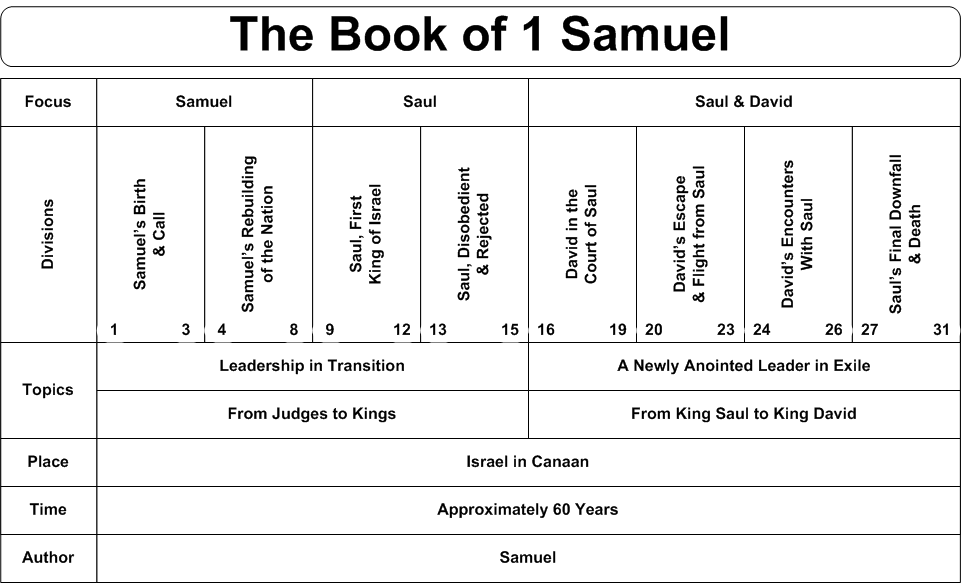 The Book of 1 Samuel
Focus
Samuel
Saul
Saul & David
Divisions
Samuel's Birth
& Call
Samuel's Rebuilding
of the Nation
Saul, First
King of Israel
Saul, Disobedient
& Rejected
David in the
Court of Saul
David's Escape
& Flight from Saul
David's Encounters
With Saul
Saul's Final Downfall
& Death
1 3 4 8 9 12 13 15 16 19 20 23 24 26 27 31
Topics
Leadership in Transition
A Newly Anointed Leader in Exile
From Judges to Kings
From King Saul to King David
Place
Israel in Canaan
Time
Approximately 60 Years
Author
Samuel